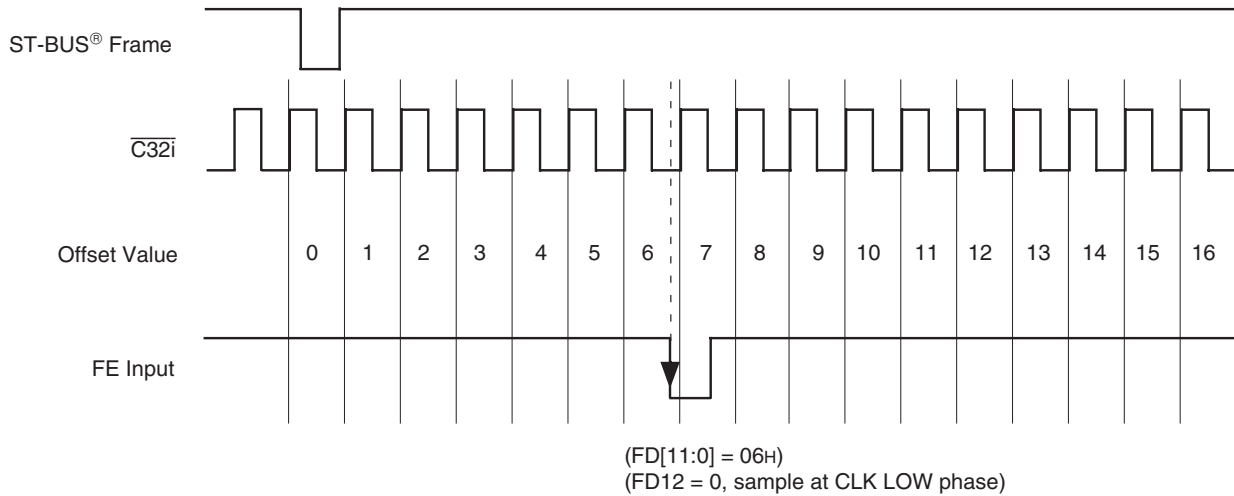 ST-BUS® Frame
C32i
Offset Value 0 1 2 3 4 5 6 7 8 9 10 11 12 13 14 15 16
FE Input
(FD[11:0] = 06H)
(FD12 = 0, sample at CLK LOW phase)